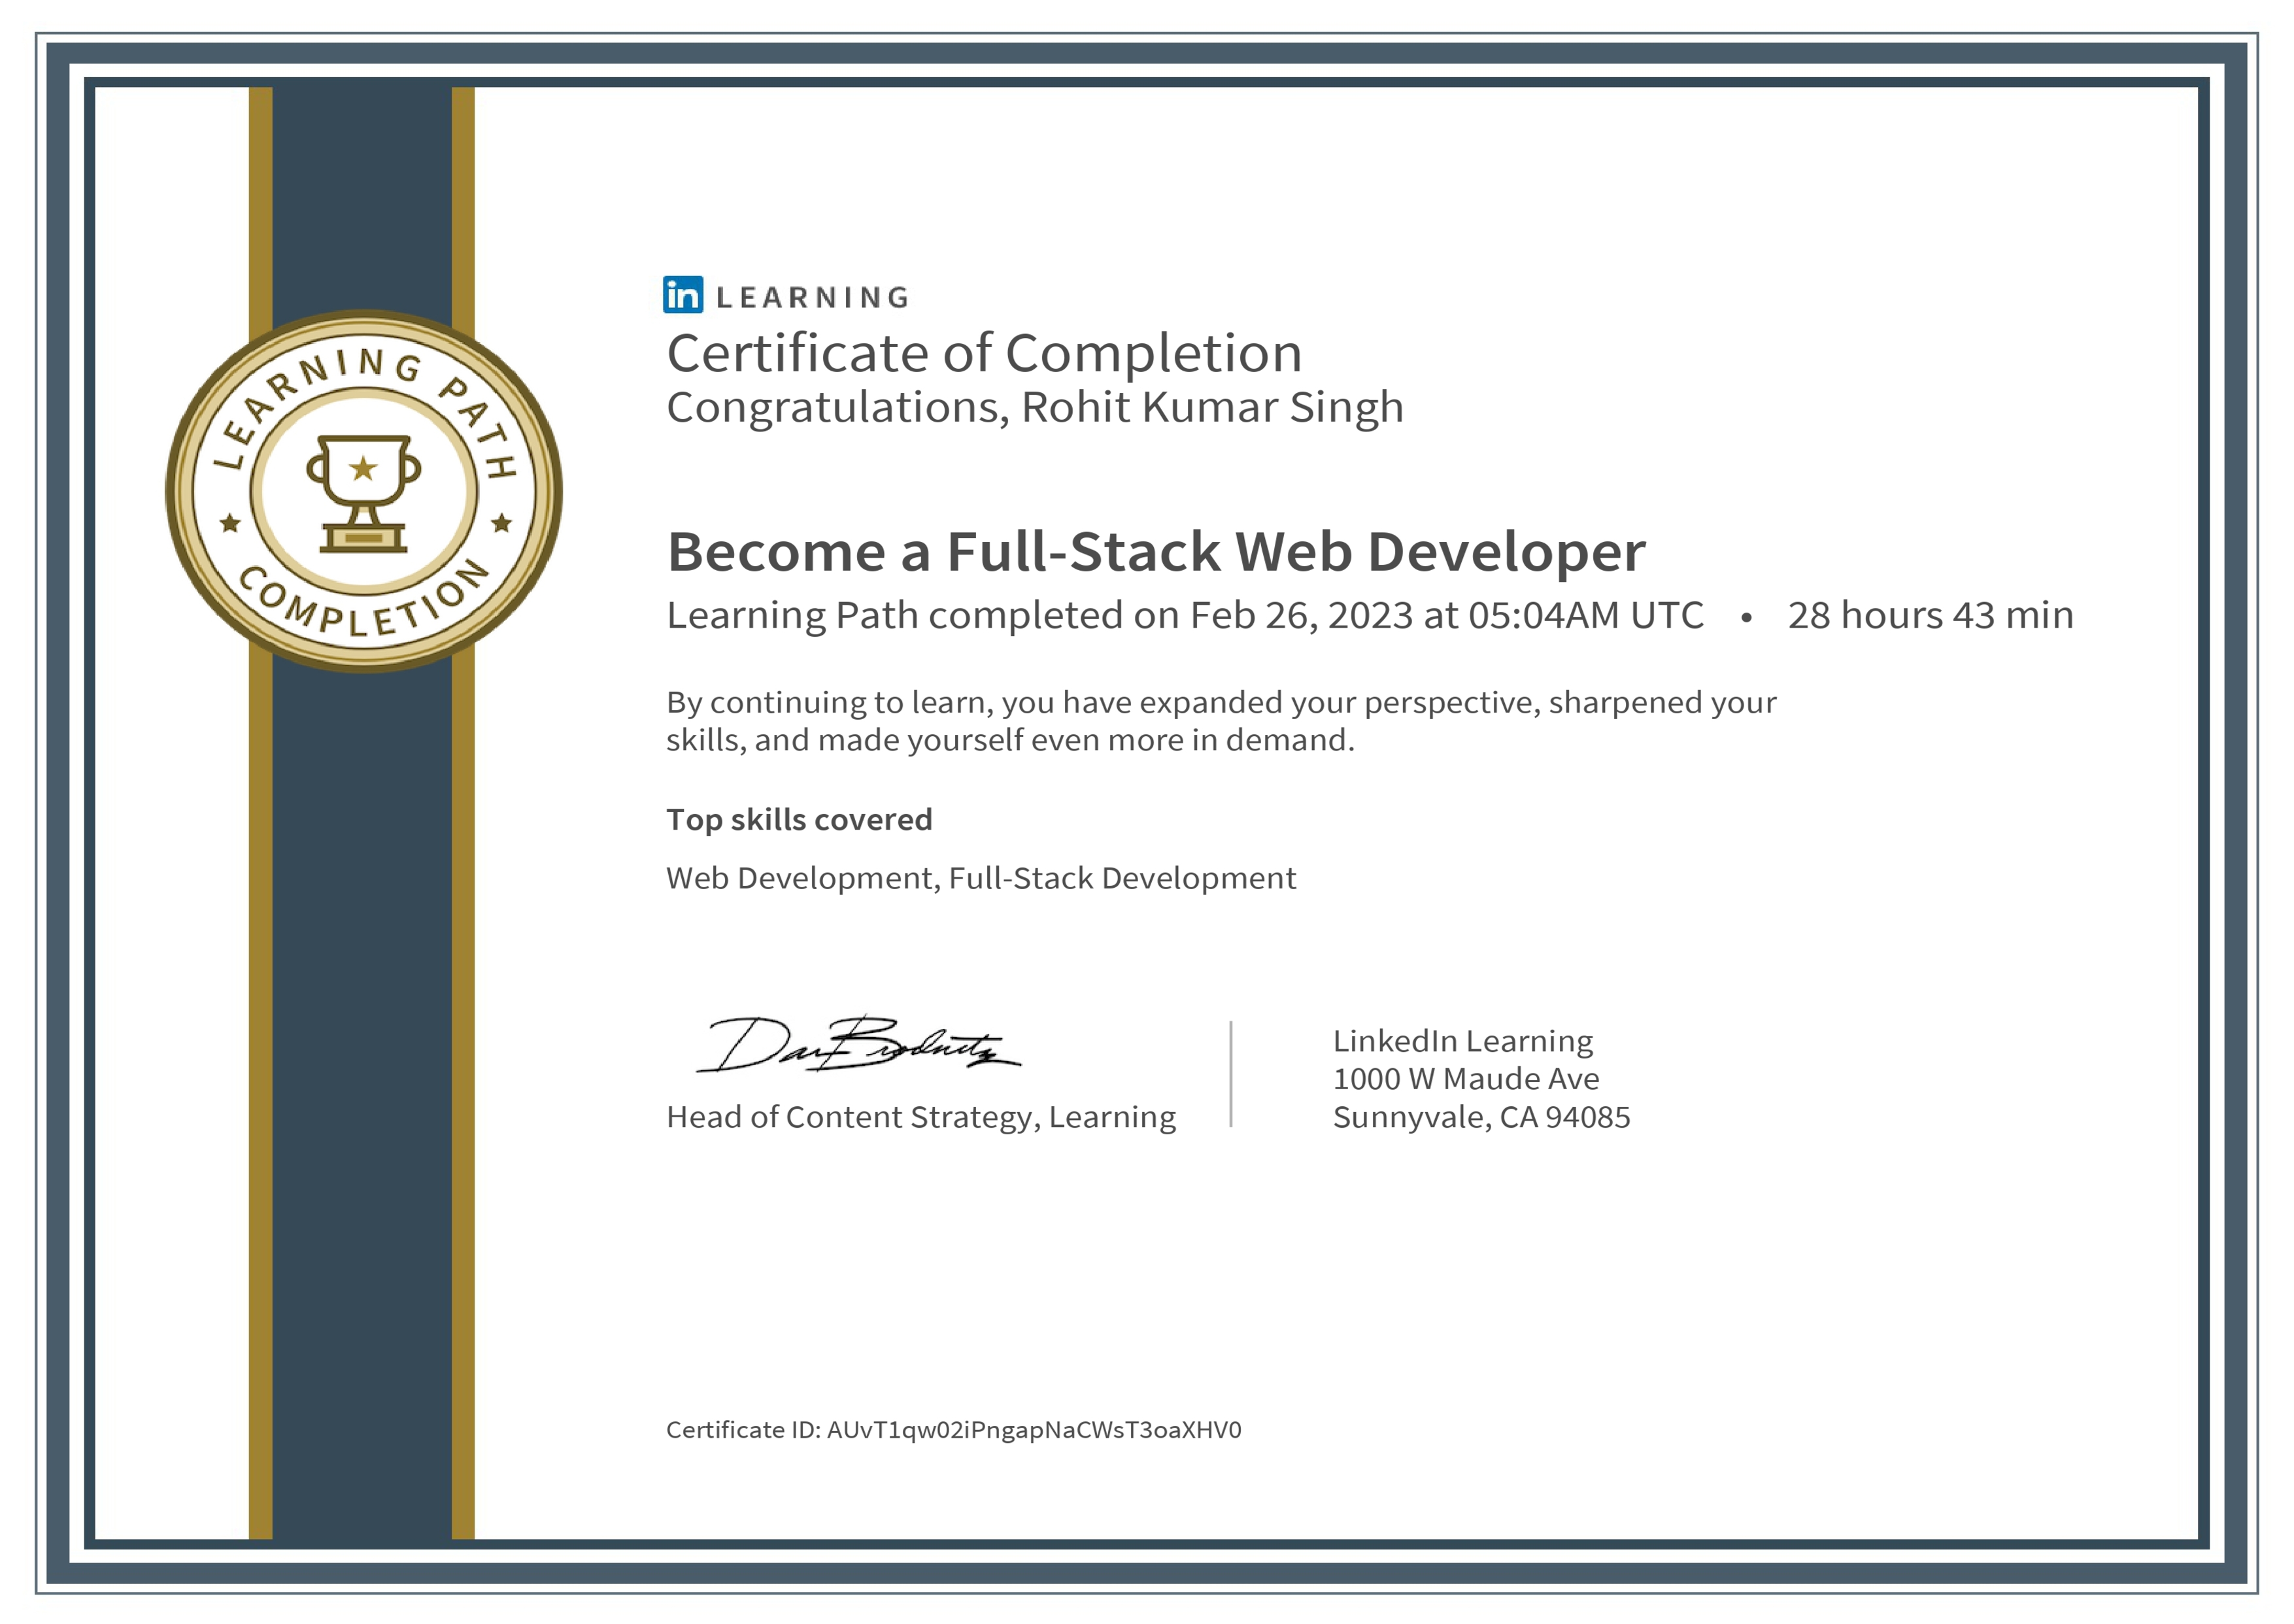 LEARNING PATH
COMPLETION
in LEARNING
Certificate of Completion
Congratulations, Rohit Kumar Singh
Become a Full-Stack Web Developer
Learning Path completed on Feb 26, 2023 at 05:04AM UTC • 28 hours 43 min
By continuing to learn, you have expanded your perspective, sharpened your
skills, and made yourself even more in demand.
Top skills covered
Web Development, Full-Stack Development
Head of Content Strategy, Learning
LinkedIn Learning
1000 W Maude Ave
Sunnyvale, CA 94085
Certificate ID: AUvT1qw02iPngapNaCWsT3oaXHV0